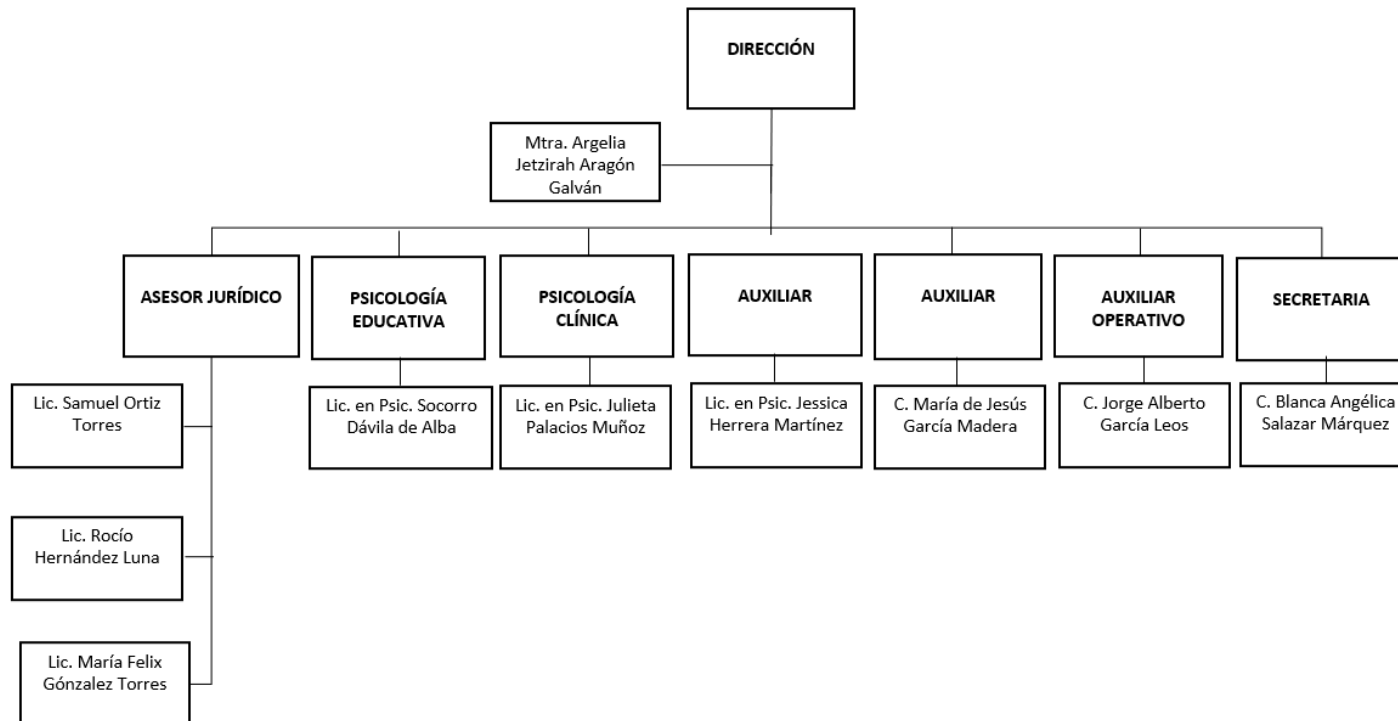 DIRECCIÓN
Mtra. Argelia
Jetzirah Aragón
Galván
ASESOR JURÍDICO
PSICOLOGÍA
EDUCATIVA
PSICOLOGÍA
CLÍNICA
AUXILIAR
AUXILIAR
AUXILIAR
OPERATIVO
SECRETARIA
Lic. Samuel Ortiz
Torres
Lic. en Psic. Socorro
Dávila de Alba
Lic. en Psic. Julieta
Palacios Muñoz
Lic. en Psic. Jessica
Herrera Martínez
C. María de Jesús
García Madera
C. Jorge Alberto
García Leos
C. Blanca Angélica
Salazar Márquez
Lic. Rocío
Hernández Luna
Lic. María Felix
Gónzalez Torres